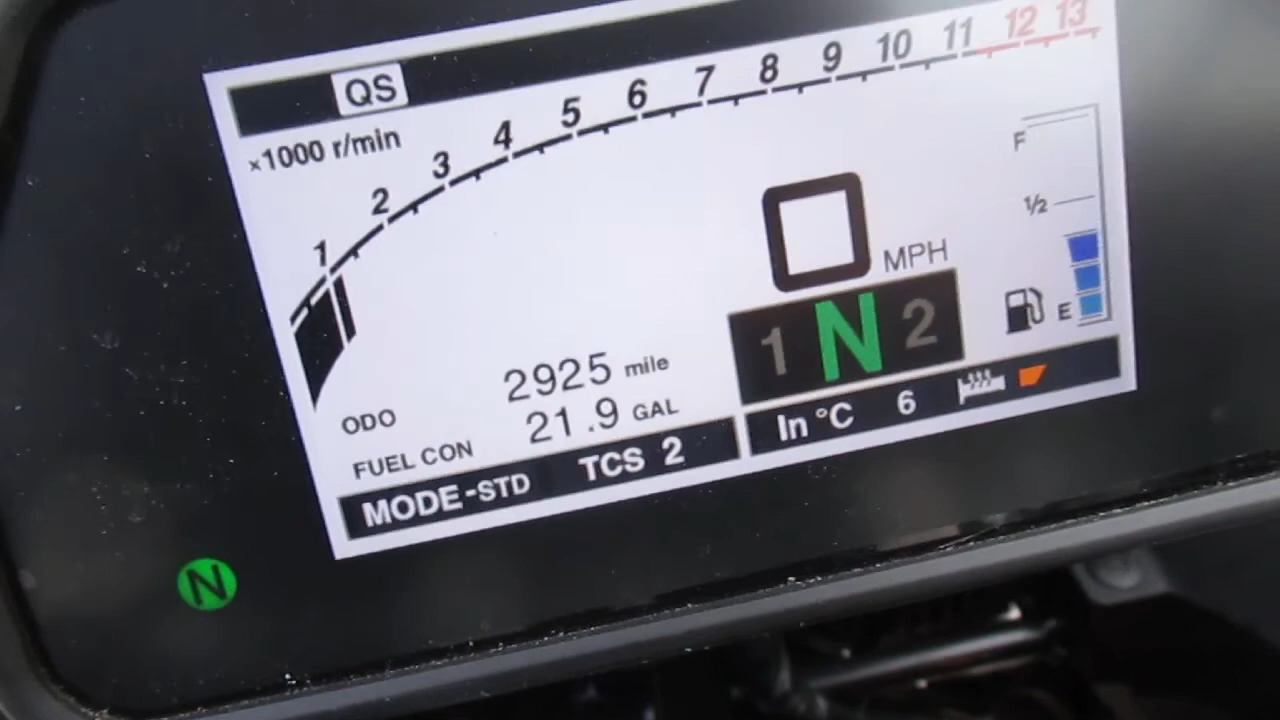 QS
×1000 r/min
1 2 3 4 5 6 7 8 9 10 11 12 13
F
1/2
E
0 MPH
1 N 2
ODO 2925 mile
FUEL CON 21.9 GAL
MODE-STD TCS 2
In °C 6
N